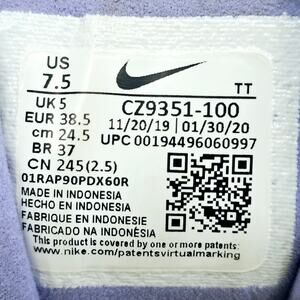 US
7.5
TT
UK 5
EUR 38.5
cm 24.5
BR 37
CN 245(2.5)
CZ9351-100
11/20/19 | 01/30/20
UPC 00194496060997
01RAP90PDX60R
MADE IN INDONESIA
HECHO EN INDONESIA
FABRIQUE EN INDONESIE
FABRICADO NA INDONÉSIA
This product is covered by one or more patents:
www.nike.com/patentsvirtualmarking